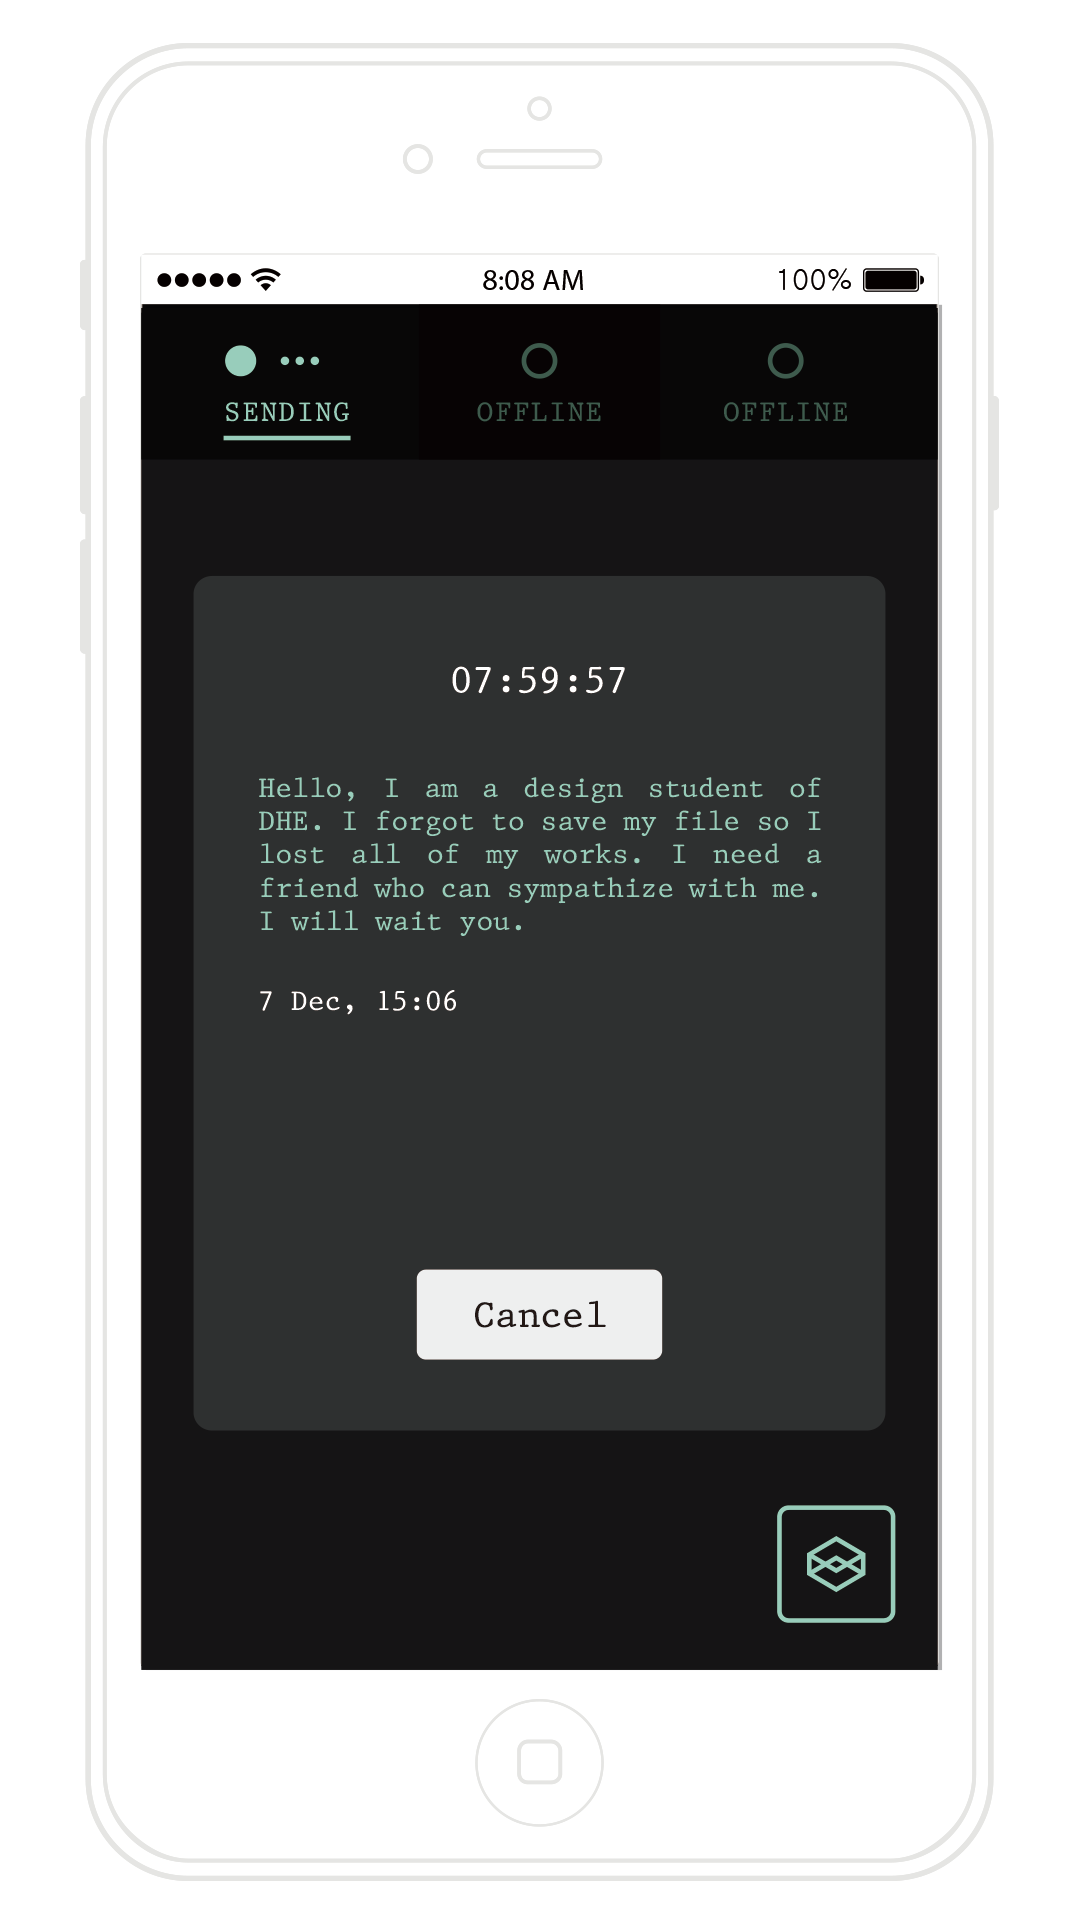 8:08 AM 100%
SENDING OFFLINE OFFLINE
07:59:57
Hello, I am a design student of
DHE. I forgot to save my file so I
lost all of my works. I need a
friend who can sympathize with me.
I will wait you.
7 Dec, 15:06
Cancel